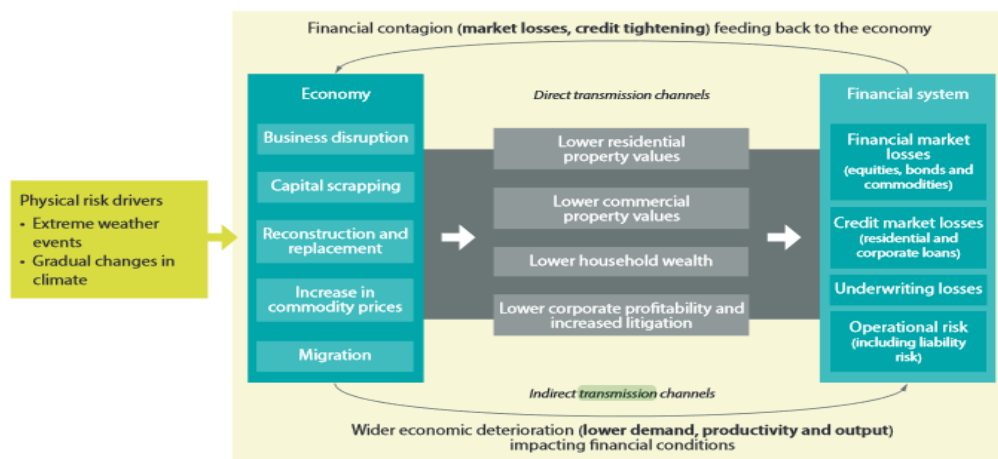 Financial contagion (market losses, credit tightening) feeding back to the economy
Economy
Direct transmission channels
Financial system
Business disruption
Capital scrapping
Reconstruction and
replacement
Increase in
commodity prices
Migration
Lower residential
property values
Lower commercial
property values
Lower household wealth
Lower corporate profitability and
increased litigation
Financial market
losses
(equities, bonds and
commodities)
Credit market losses
(residential and
corporate loans)
Underwriting losses
Operational risk
(including liability
risk)
Physical risk drivers
• Extreme weather
events
• Gradual changes in
climate
Indirect transmission channels
Wider economic deterioration (lower demand, productivity and output)
impacting financial conditions